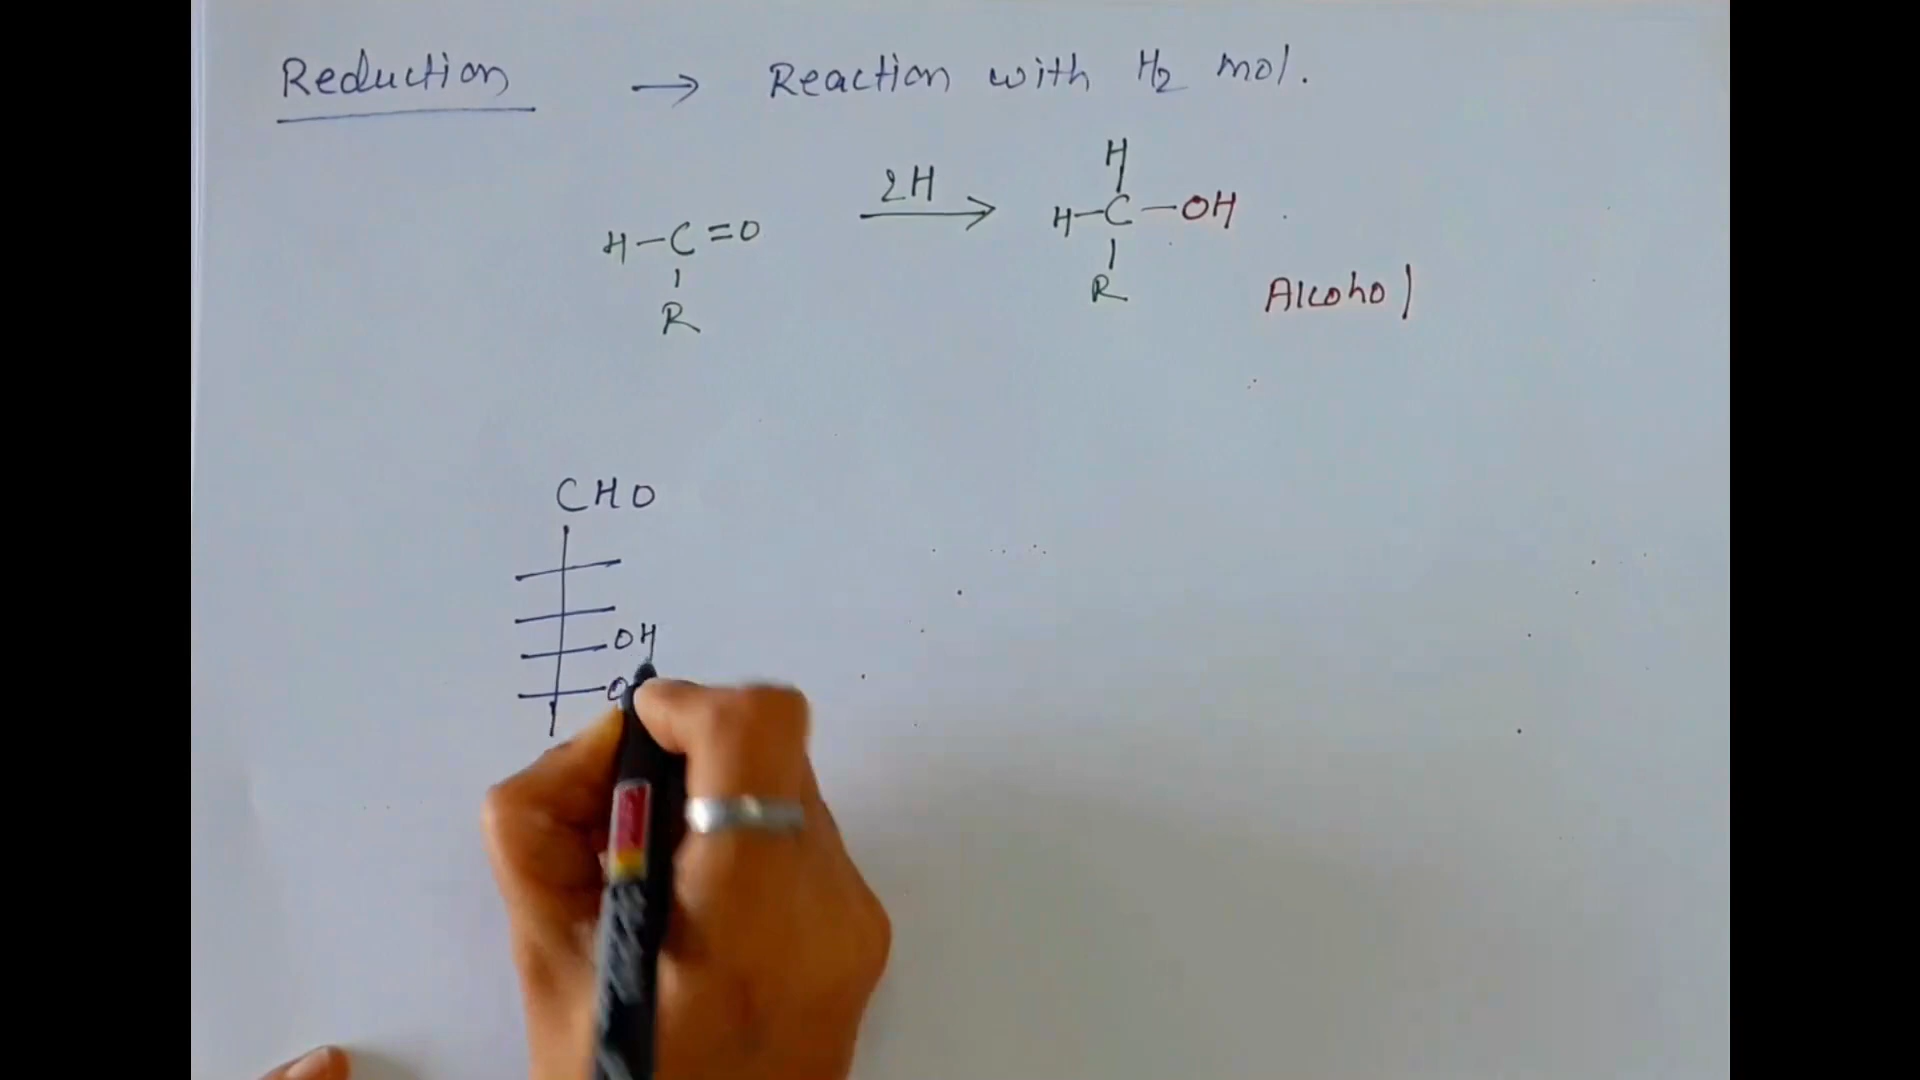 Reduction → Reaction with H2 mol.
H
2H
H-C=O → H-C-OH
R R
Alcohol
CHO
OH
O